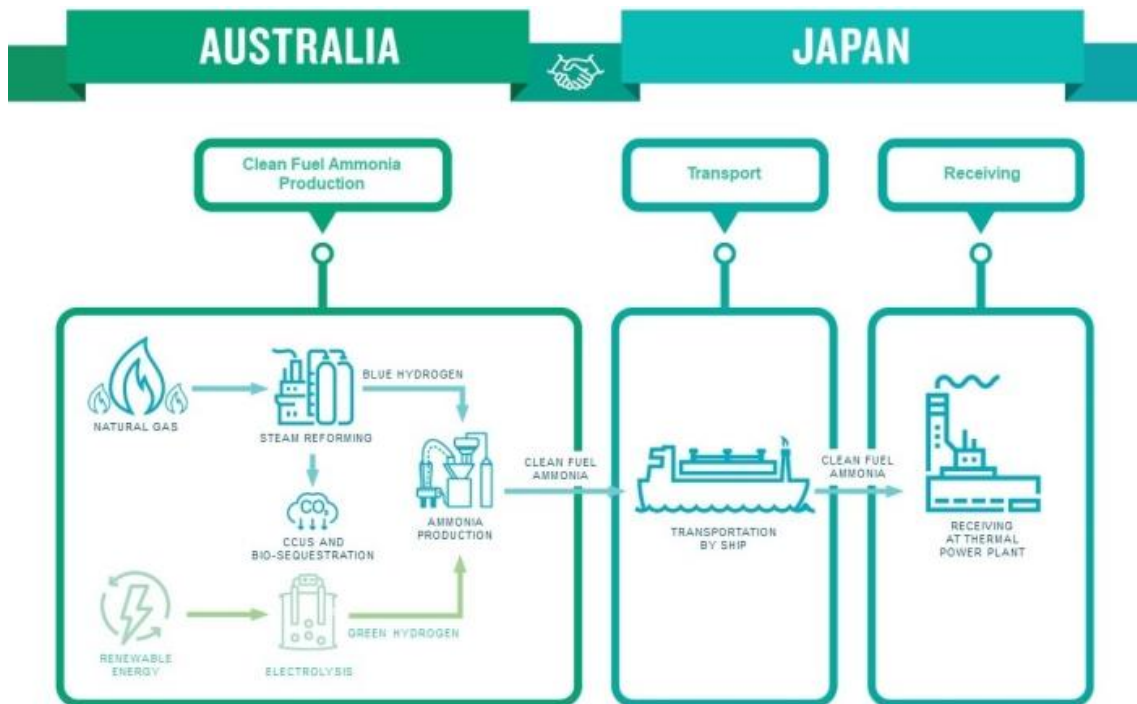 AUSTRALIA
JAPAN
Clean Fuel Ammonia
Production
Transport
Receiving
NATURAL GAS
STEAM REFORMING
BLUE HYDROGEN
CO₂
CCUS AND
BIO-SEQUESTRATION
AMMONIA
PRODUCTION
RENEWABLE
ENERGY
ELECTROLYSIS
GREEN HYDROGEN
CLEAN FUEL
AMMONIA
TRANSPORTATION
BY SHIP
CLEAN FUEL
AMMONIA
RECEIVING
AT THERMAL
POWER PLANT